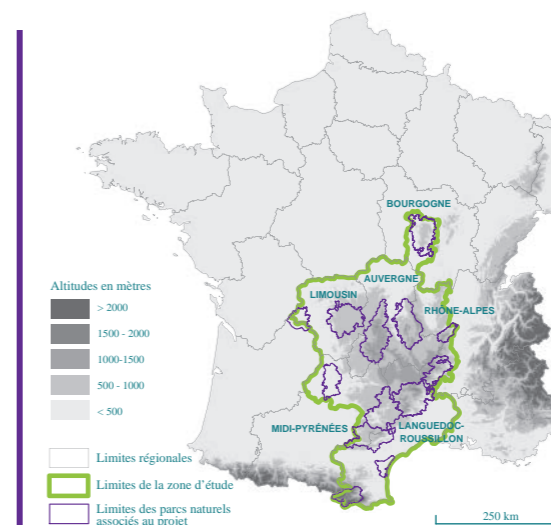 BOURGOGNE
AUVERGNE
LIMOUSIN
RHÔNE-ALPES
MIDI-PYRÉNÉES
LANGUEDOC-
ROUSSILLON
Altitudes en mètres
> 2000
1500 - 2000
1000-1500
500 - 1000
< 500
Limites régionales
Limites de la zone d'étude
Limites des parcs naturels
associés au projet
250 km